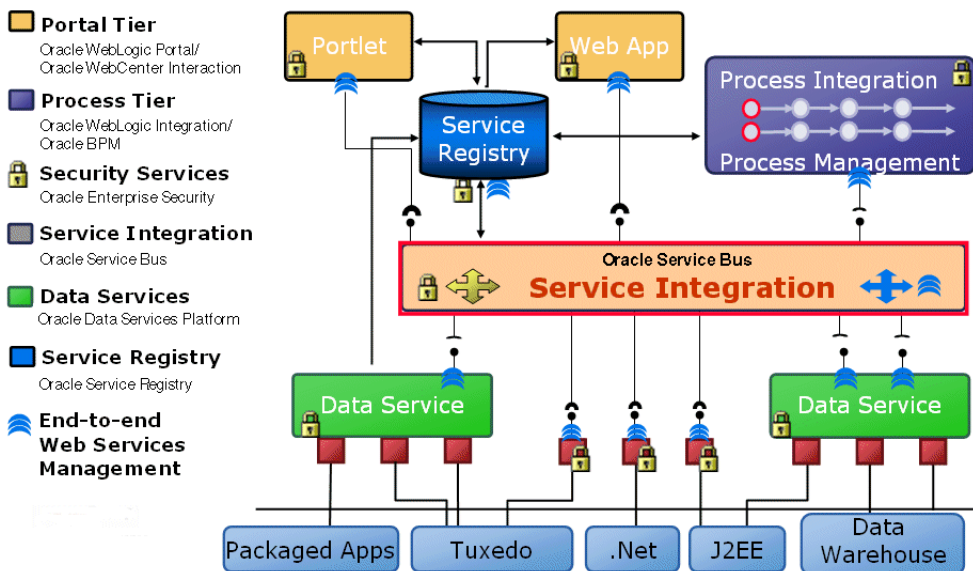 Portal Tier
Oracle WebLogic Portal/
Oracle WebCenter Interaction
Process Tier
Oracle WebLogic Integration/
Oracle BPM
Security Services
Oracle Enterprise Security
Service Integration
Oracle Service Bus
Data Services
Oracle Data Services Platform
Service Registry
Oracle Service Registry
End-to-end
Web Services
Management
Portlet
Web App
Service
Registry
Process Integration
Process Management
Oracle Service Bus
Service Integration
Data Service
Data Service
Packaged Apps
Tuxedo
.Net
J2EE
Data
Warehouse